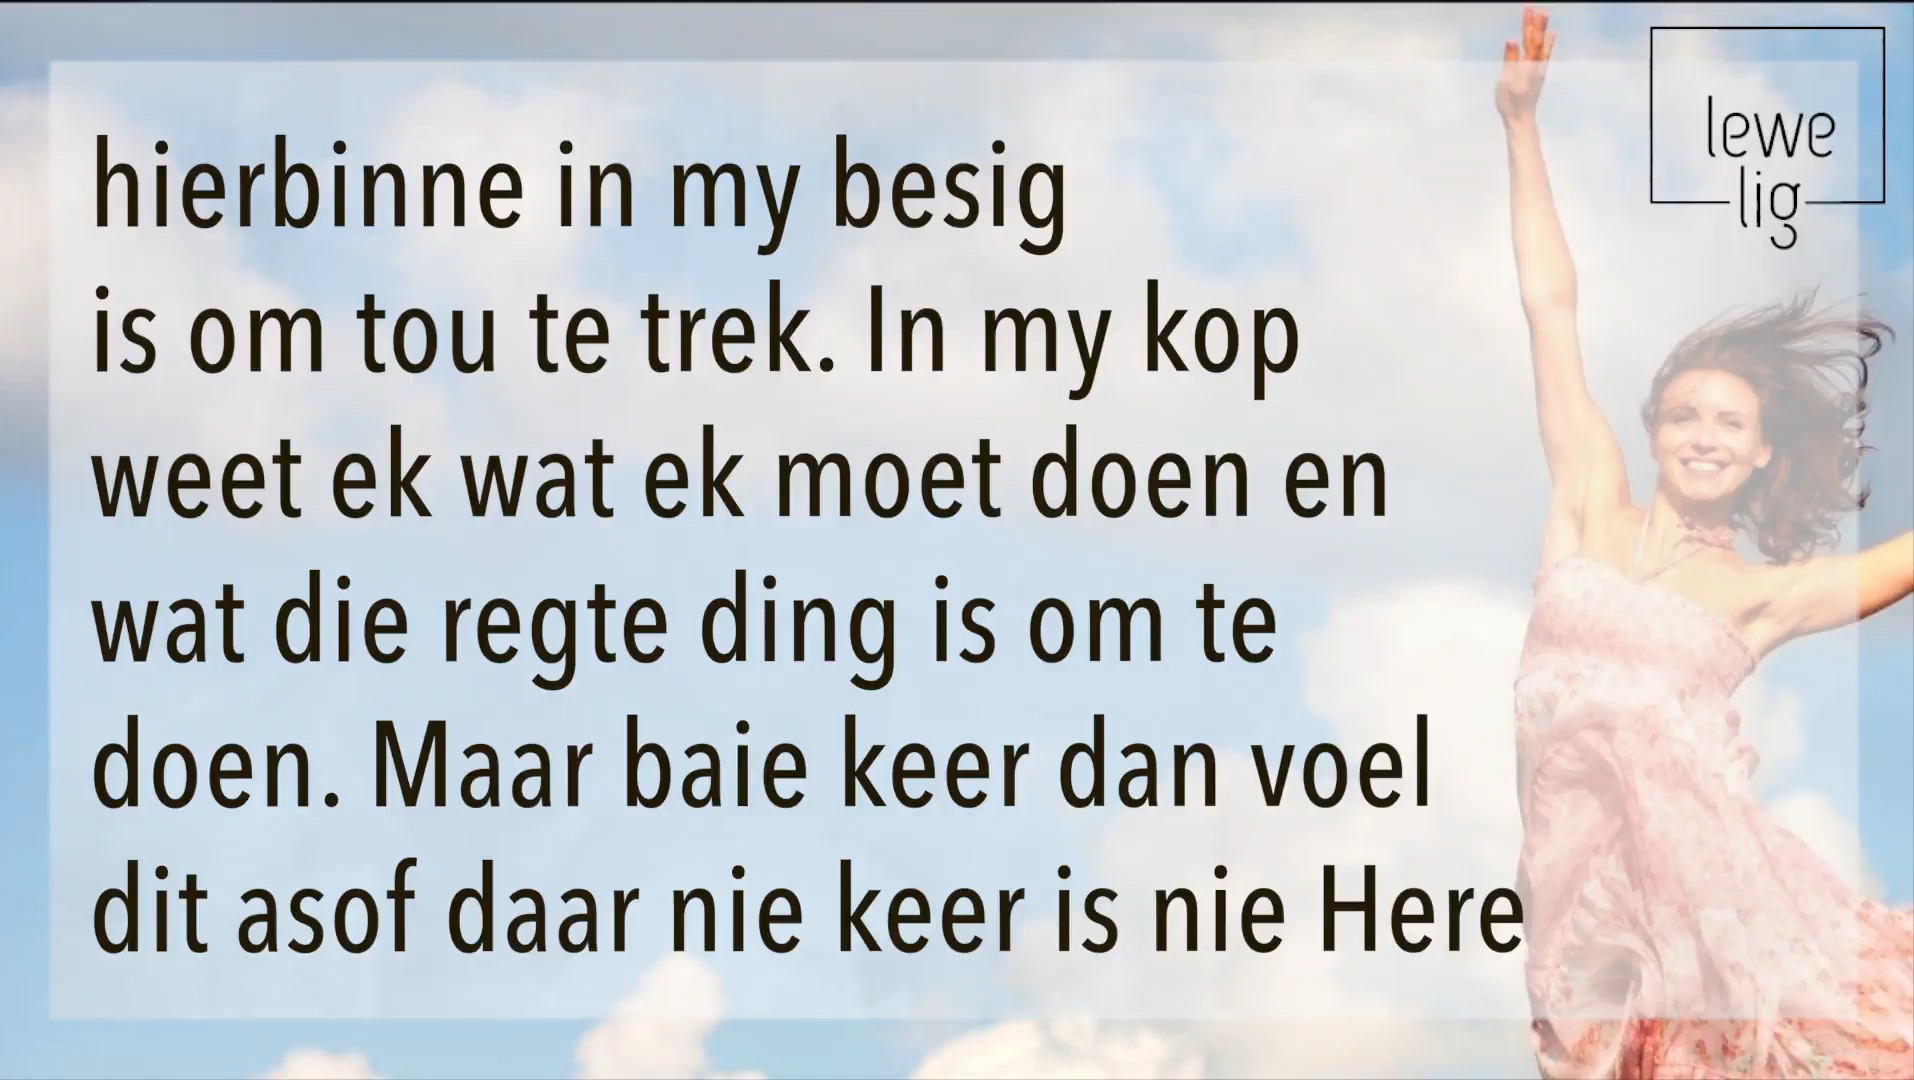 lewe
lig
hierbinne in my besig
is om tou te trek. In my kop
weet ek wat ek moet doen en
wat die regte ding is om te
doen. Maar baie keer dan voel
dit asof daar nie keer is nie Here